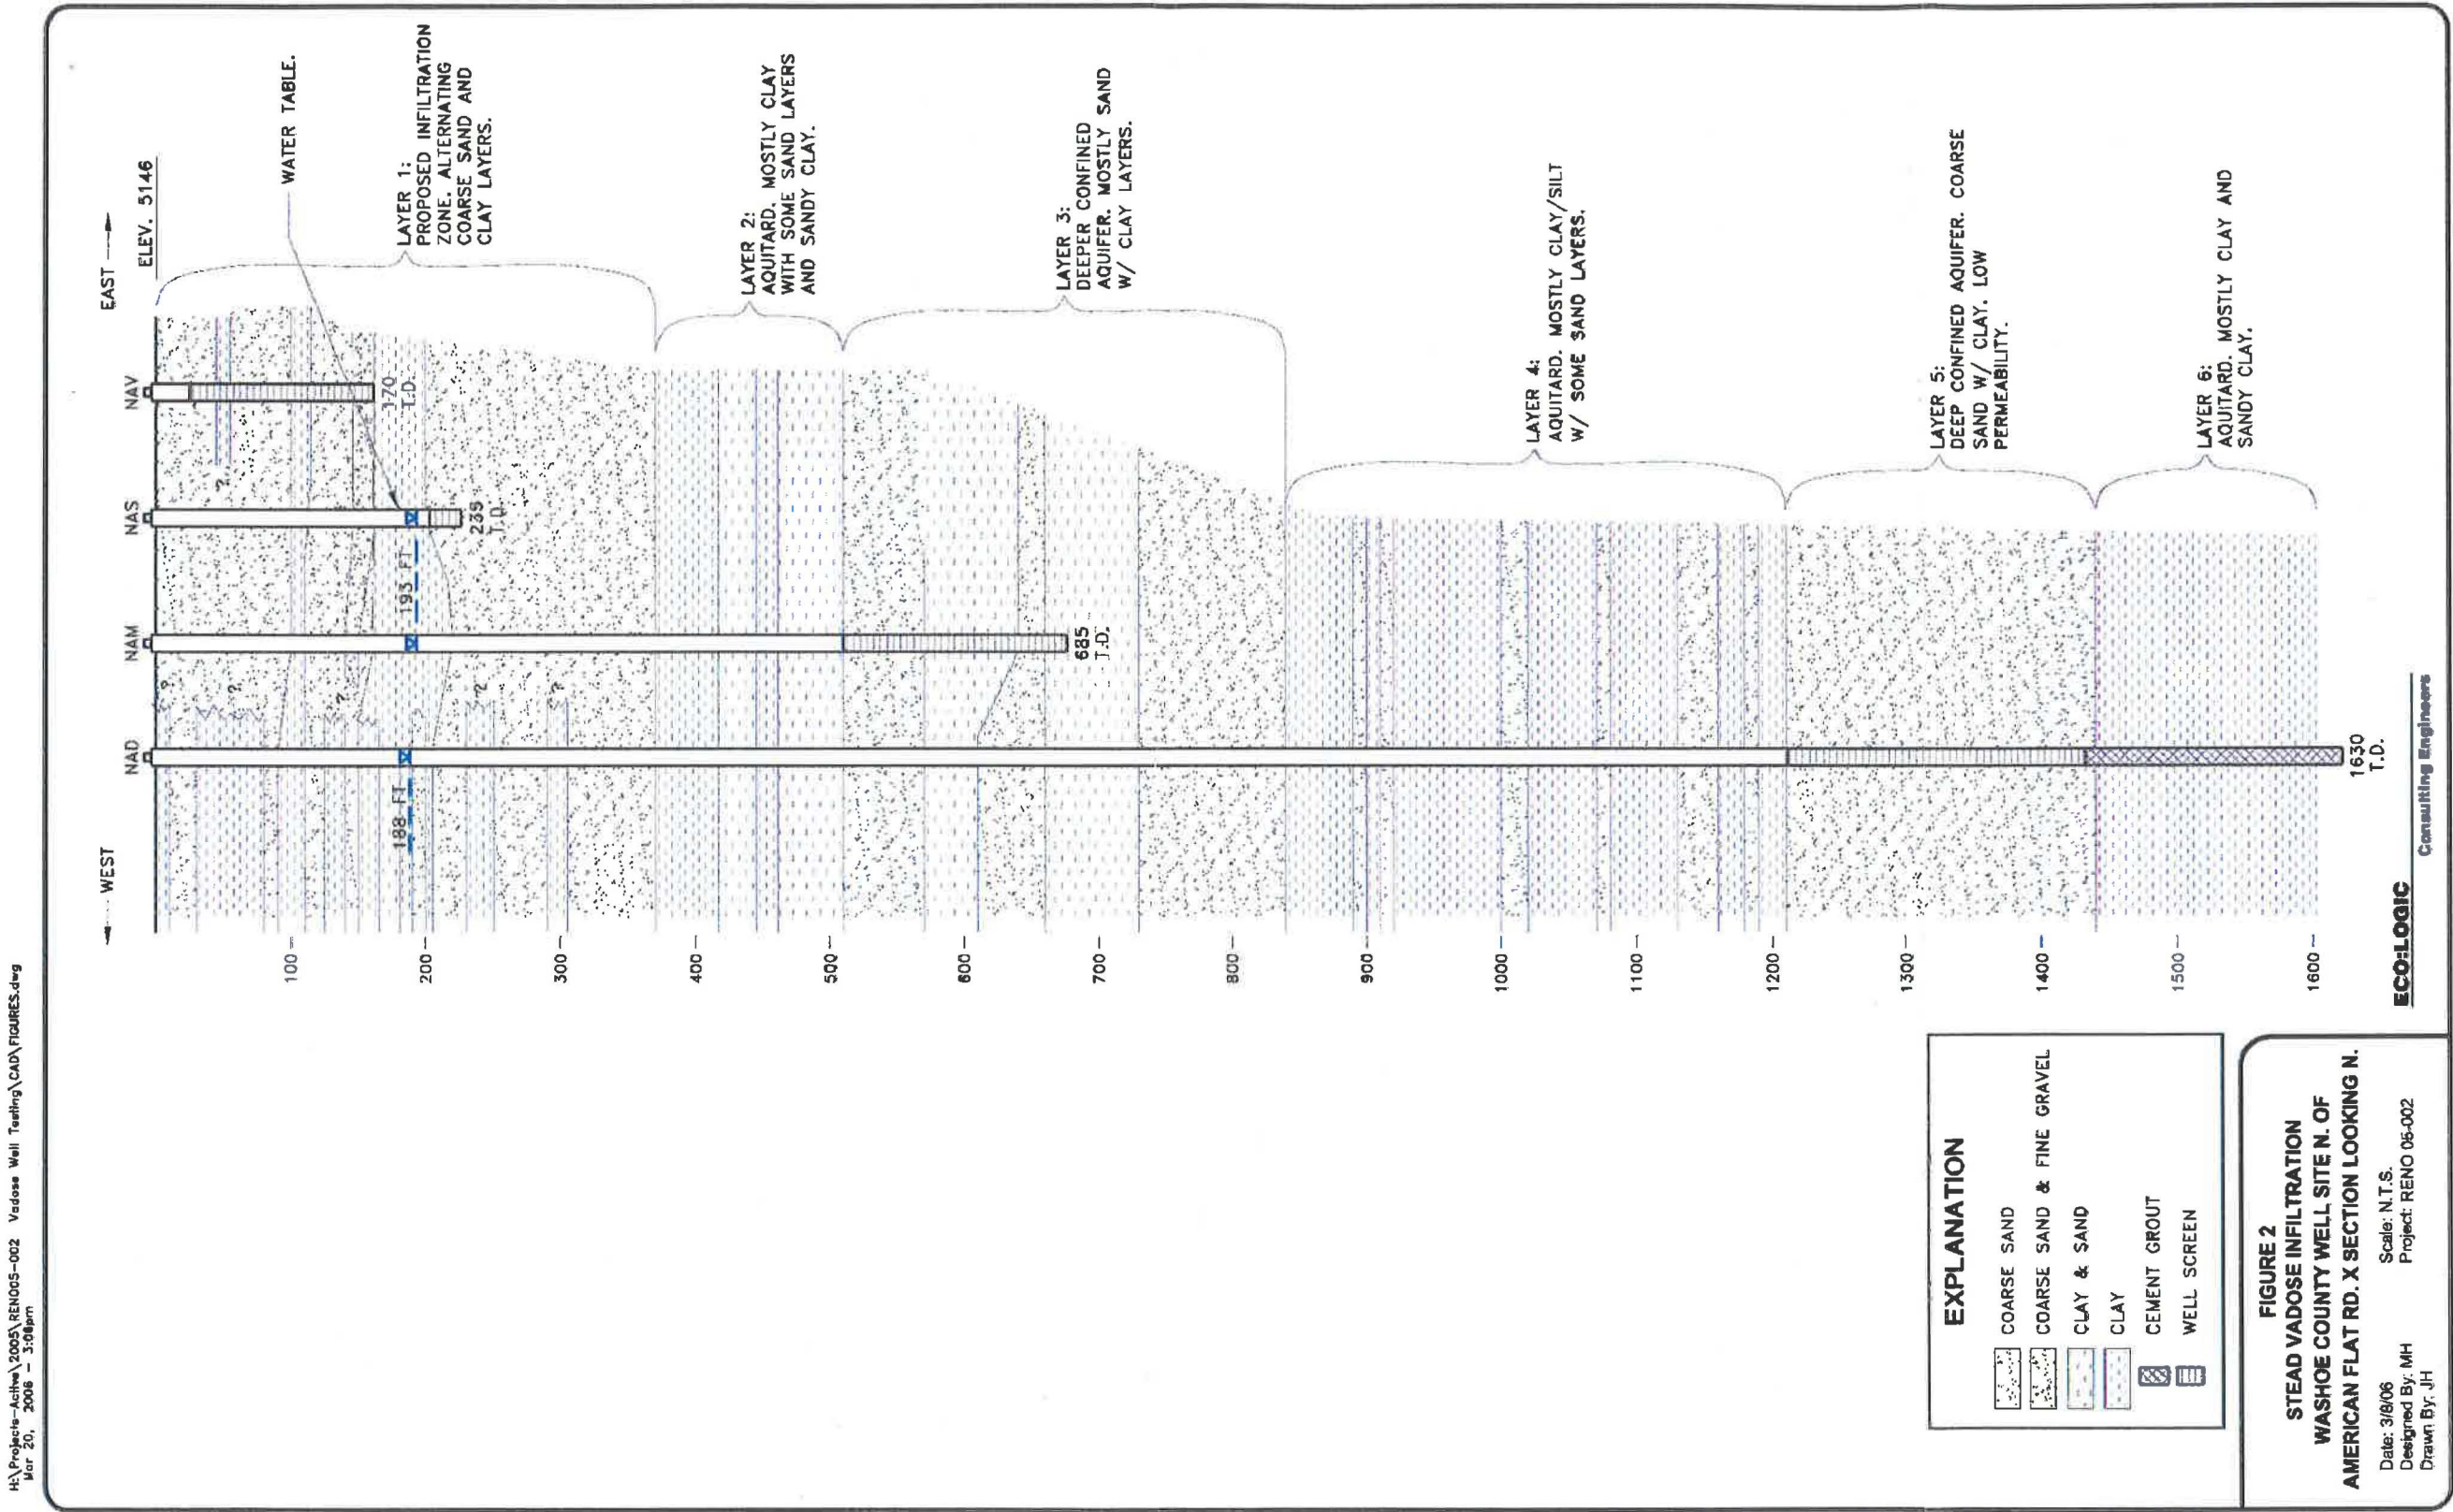 H:\Projects-Active\2005\RENO05-002 Vadose Well Testing\CAD\FIGURES.dwg
Mar 20, 2006 - 3:08pm
WEST
EAST
ELEV. 5146
NAD
NAM
NAS
NAV
WATER TABLE.
188 FT
193 FT
170
T.D.
235
T.D.
685
T.D.
1630
T.D.
100
200
300
400
500
600
700
800
900
1000
1100
1200
1300
1400
1500
1600
?
?
?
?
?
?
LAYER 1:
PROPOSED INFILTRATION
ZONE. ALTERNATING
COARSE SAND AND
CLAY LAYERS.
LAYER 2:
AQUITARD. MOSTLY CLAY
WITH SOME SAND LAYERS
AND SANDY CLAY.
LAYER 3:
DEEPER CONFINED
AQUIFER. MOSTLY SAND
W/ CLAY LAYERS.
LAYER 4:
AQUITARD. MOSTLY CLAY/SILT
W/ SOME SAND LAYERS.
LAYER 5:
DEEP CONFINED AQUIFER. COARSE
SAND W/ CLAY. LOW
PERMEABILITY.
LAYER 6:
AQUITARD. MOSTLY CLAY AND
SANDY CLAY.
EXPLANATION
COARSE SAND
COARSE SAND & FINE GRAVEL
CLAY & SAND
CLAY
CEMENT GROUT
WELL SCREEN
FIGURE 2
STEAD VADOSE INFILTRATION
WASHOE COUNTY WELL SITE N. OF
AMERICAN FLAT RD. X SECTION LOOKING N.
Date: 3/8/06 Scale: N.T.S.
Designed By: MH Project: RENO 05-002
Drawn By: JH
ECO:LOGIC
Consulting Engineers